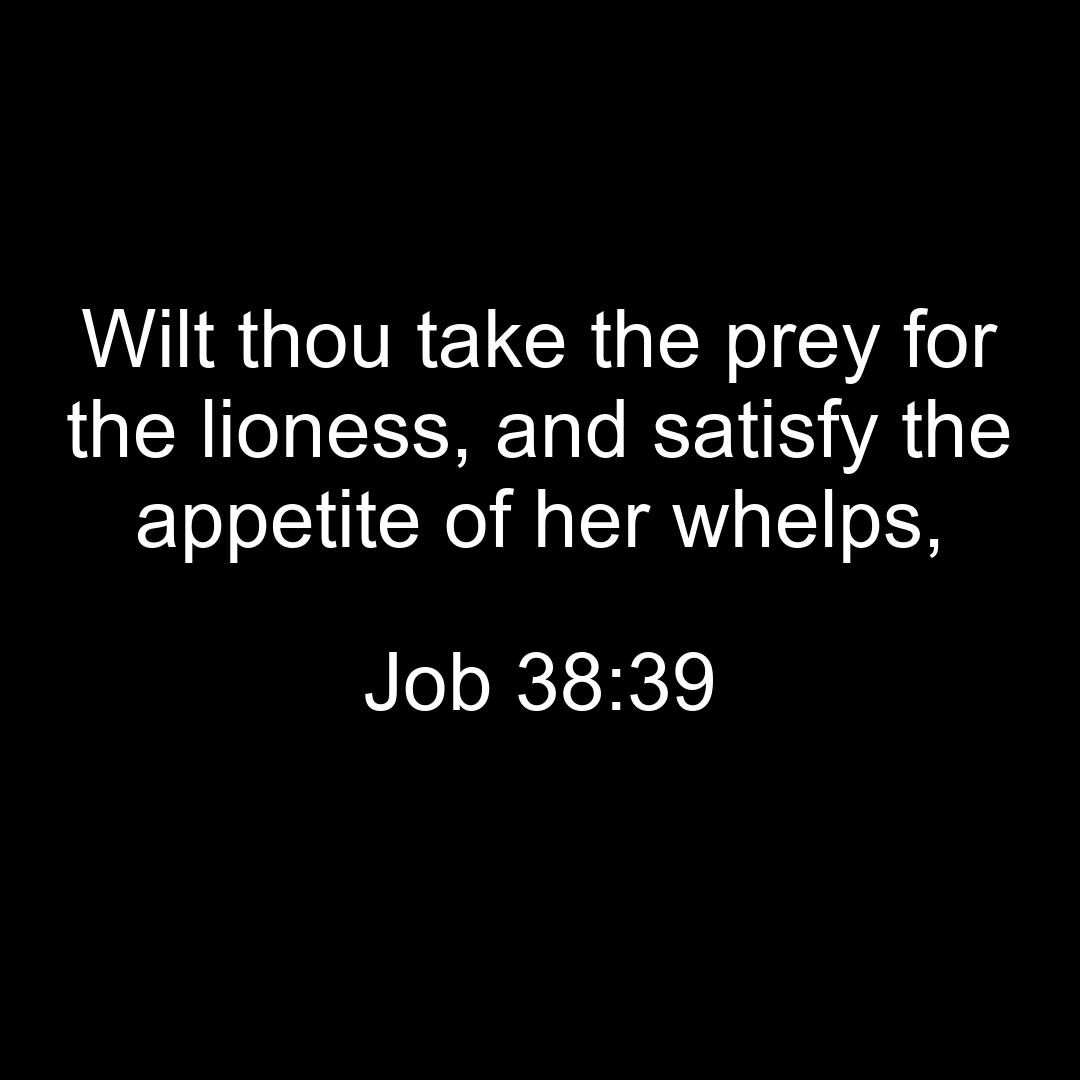 Wilt thou take the prey for
the lioness, and satisfy the
appetite of her whelps,
Job 38:39